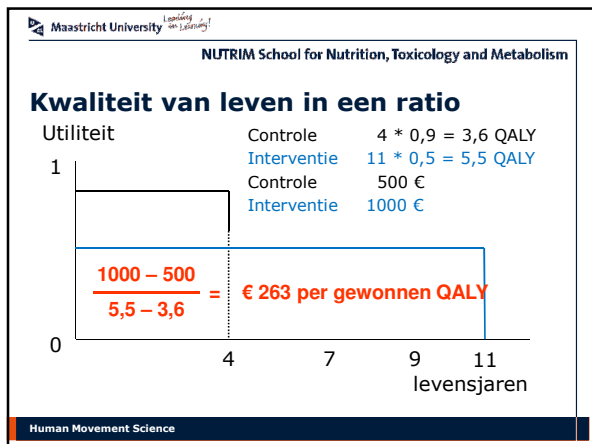 Maastricht University Leading in Learning!
NUTRIM School for Nutrition, Toxicology and Metabolism
Kwaliteit van leven in een ratio
Utiliteit
Controle 4 * 0,9 = 3,6 QALY
Interventie 11 * 0,5 = 5,5 QALY
Controle 500 €
Interventie 1000 €
1
1000 – 500
5,5 – 3,6
= € 263 per gewonnen QALY
0
4 7 9 11
levensjaren
Human Movement Science